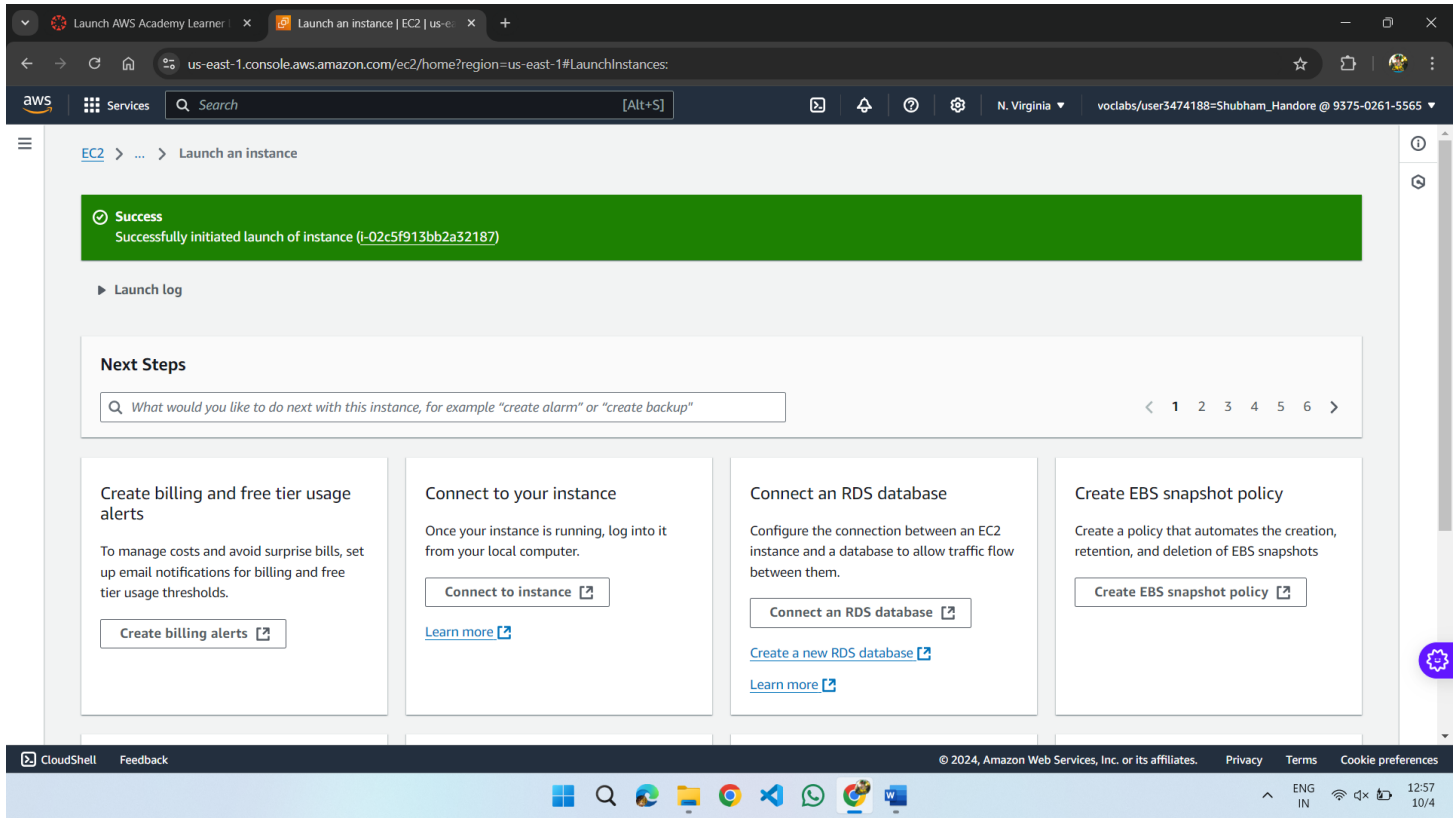 Launch AWS Academy Learner
Launch an instance | EC2 | us-ea
us-east-1.console.aws.amazon.com/ec2/home?region=us-east-1#LaunchInstances:
aws
Services
Search
[Alt+S]
N. Virginia
voclabs/user3474188=Shubham_Handore @ 9375-0261-5565
EC2 > ... > Launch an instance
Success
Successfully initiated launch of instance (i-02c5f913bb2a32187)
Launch log
Next Steps
What would you like to do next with this instance, for example “create alarm” or “create backup”
1 2 3 4 5 6
Create billing and free tier usage
alerts
To manage costs and avoid surprise bills, set
up email notifications for billing and free
tier usage thresholds.
Create billing alerts
Connect to your instance
Once your instance is running, log into it
from your local computer.
Connect to instance
Learn more
Connect an RDS database
Configure the connection between an EC2
instance and a database to allow traffic flow
between them.
Connect an RDS database
Create a new RDS database
Learn more
Create EBS snapshot policy
Create a policy that automates the creation,
retention, and deletion of EBS snapshots
Create EBS snapshot policy
CloudShell
Feedback
© 2024, Amazon Web Services, Inc. or its affiliates.
Privacy
Terms
Cookie preferences
ENG
IN
12:57
10/4